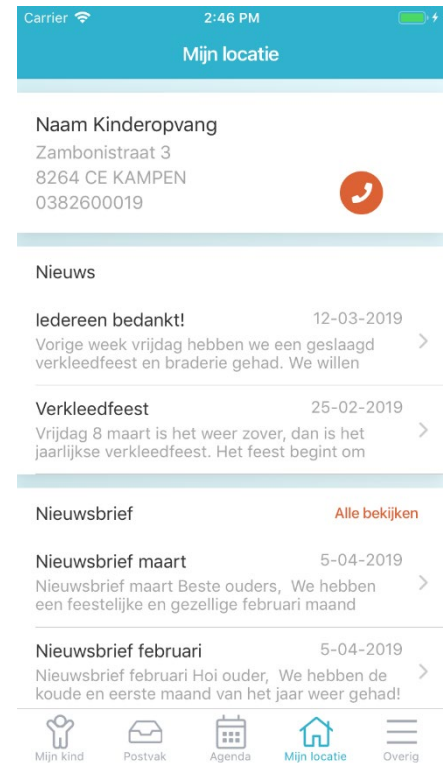 Carrier 2:46 PM
Mijn locatie
Naam Kinderopvang
Zambonistraat 3
8264 CE KAMPEN
0382600019
Nieuws
Iedereen bedankt! 12-03-2019
Vorige week vrijdag hebben we een geslaagd
verkleedfeest en braderie gehad. We willen
Verkleedfeest 25-02-2019
Vrijdag 8 maart is het weer zover, dan is het
jaarlijkse verkleedfeest. Het feest begint om
Nieuwsbrief Alle bekijken
Nieuwsbrief maart 5-04-2019
Nieuwsbrief maart Beste ouders, We hebben
een feestelijke en gezellige februari maand
Nieuwsbrief februari 5-04-2019
Nieuwsbrief februari Hoi ouder, We hebben de
koude en eerste maand van het jaar weer gehad!
Mijn kind Postvak Agenda Mijn locatie Overig